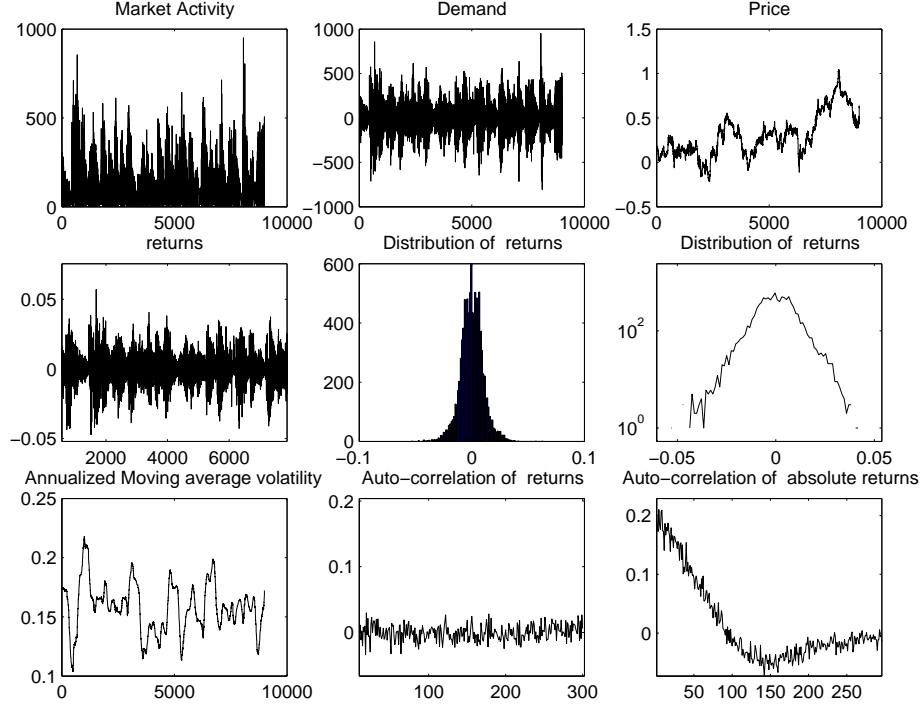 Market Activity
1000
500
0
0 5000 10000
Demand
1000
500
0
−500
−1000
0 5000 10000
Price
1.5
1
0.5
0
−0.5
0 5000 10000
returns
0.05
0
−0.05
2000 4000 6000
Distribution of returns
600
400
200
0
−0.1 0 0.1
Distribution of returns
10^2
10^0
−0.05 0 0.05
Annualized Moving average volatility
0.25
0.2
0.15
0.1
0 5000 10000
Auto−correlation of returns
0.2
0.1
0
100 200 300
Auto−correlation of absolute returns
0.2
0.1
0
50 100 150 200 250